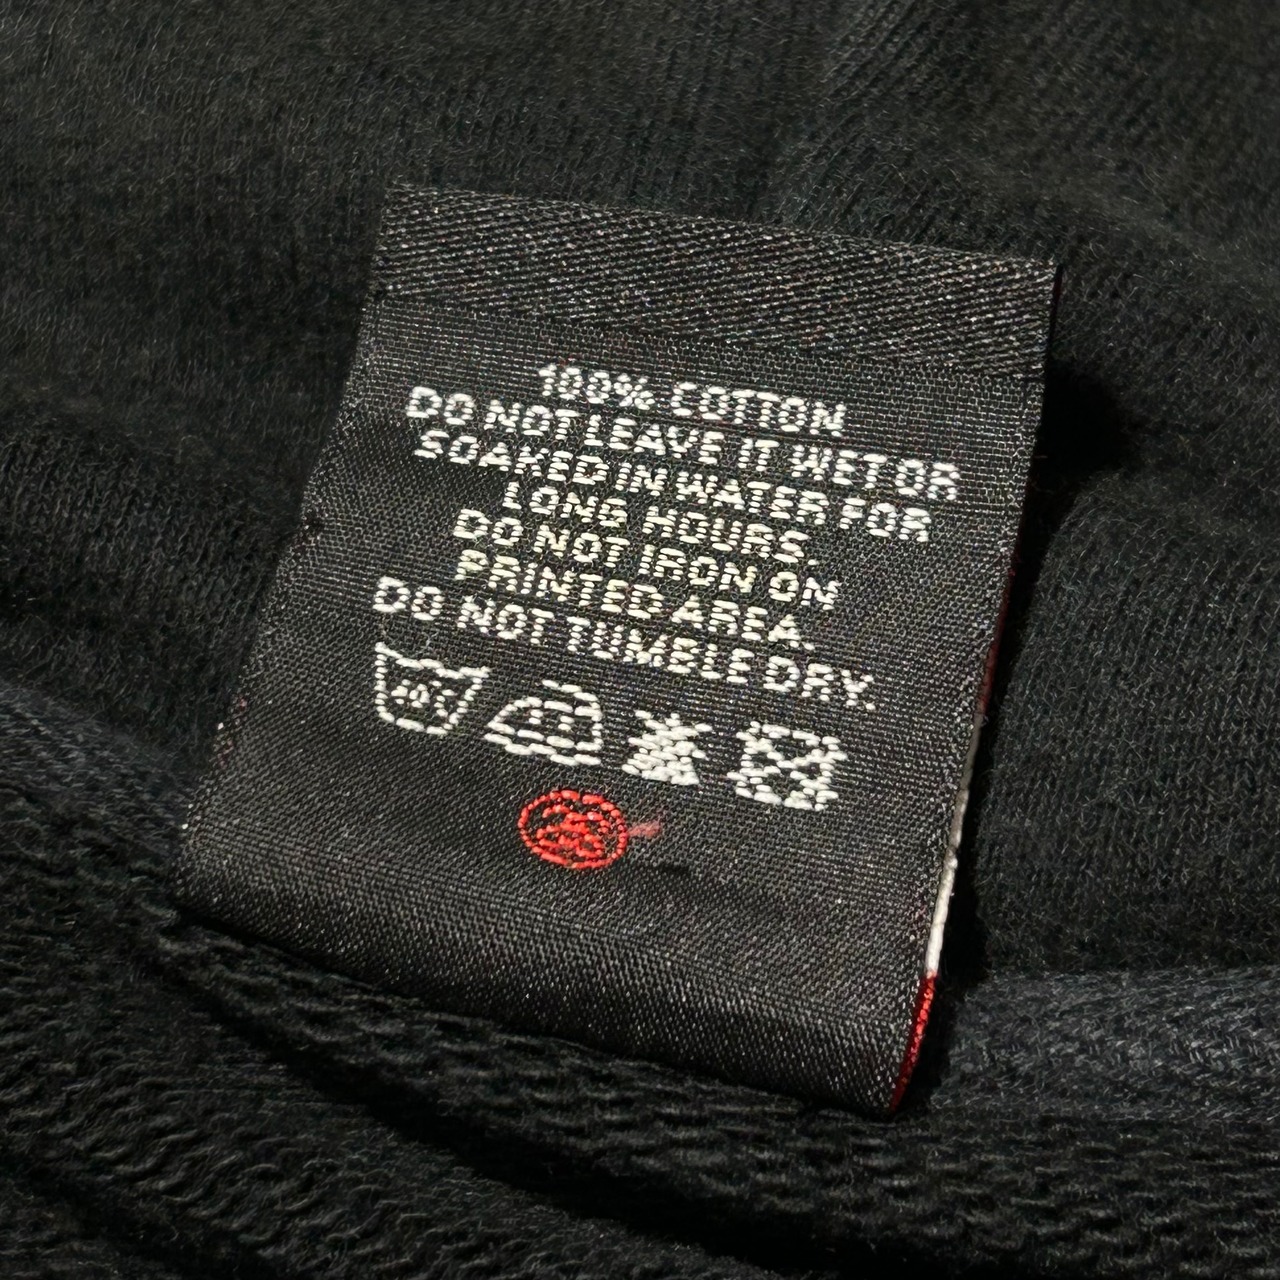 100% COTTON
DO NOT LEAVE IT WET OR
SOAKED IN WATER FOR
LONG HOURS.
DO NOT IRON ON
PRINTED AREA.
DO NOT TUMBLE DRY.
40°C